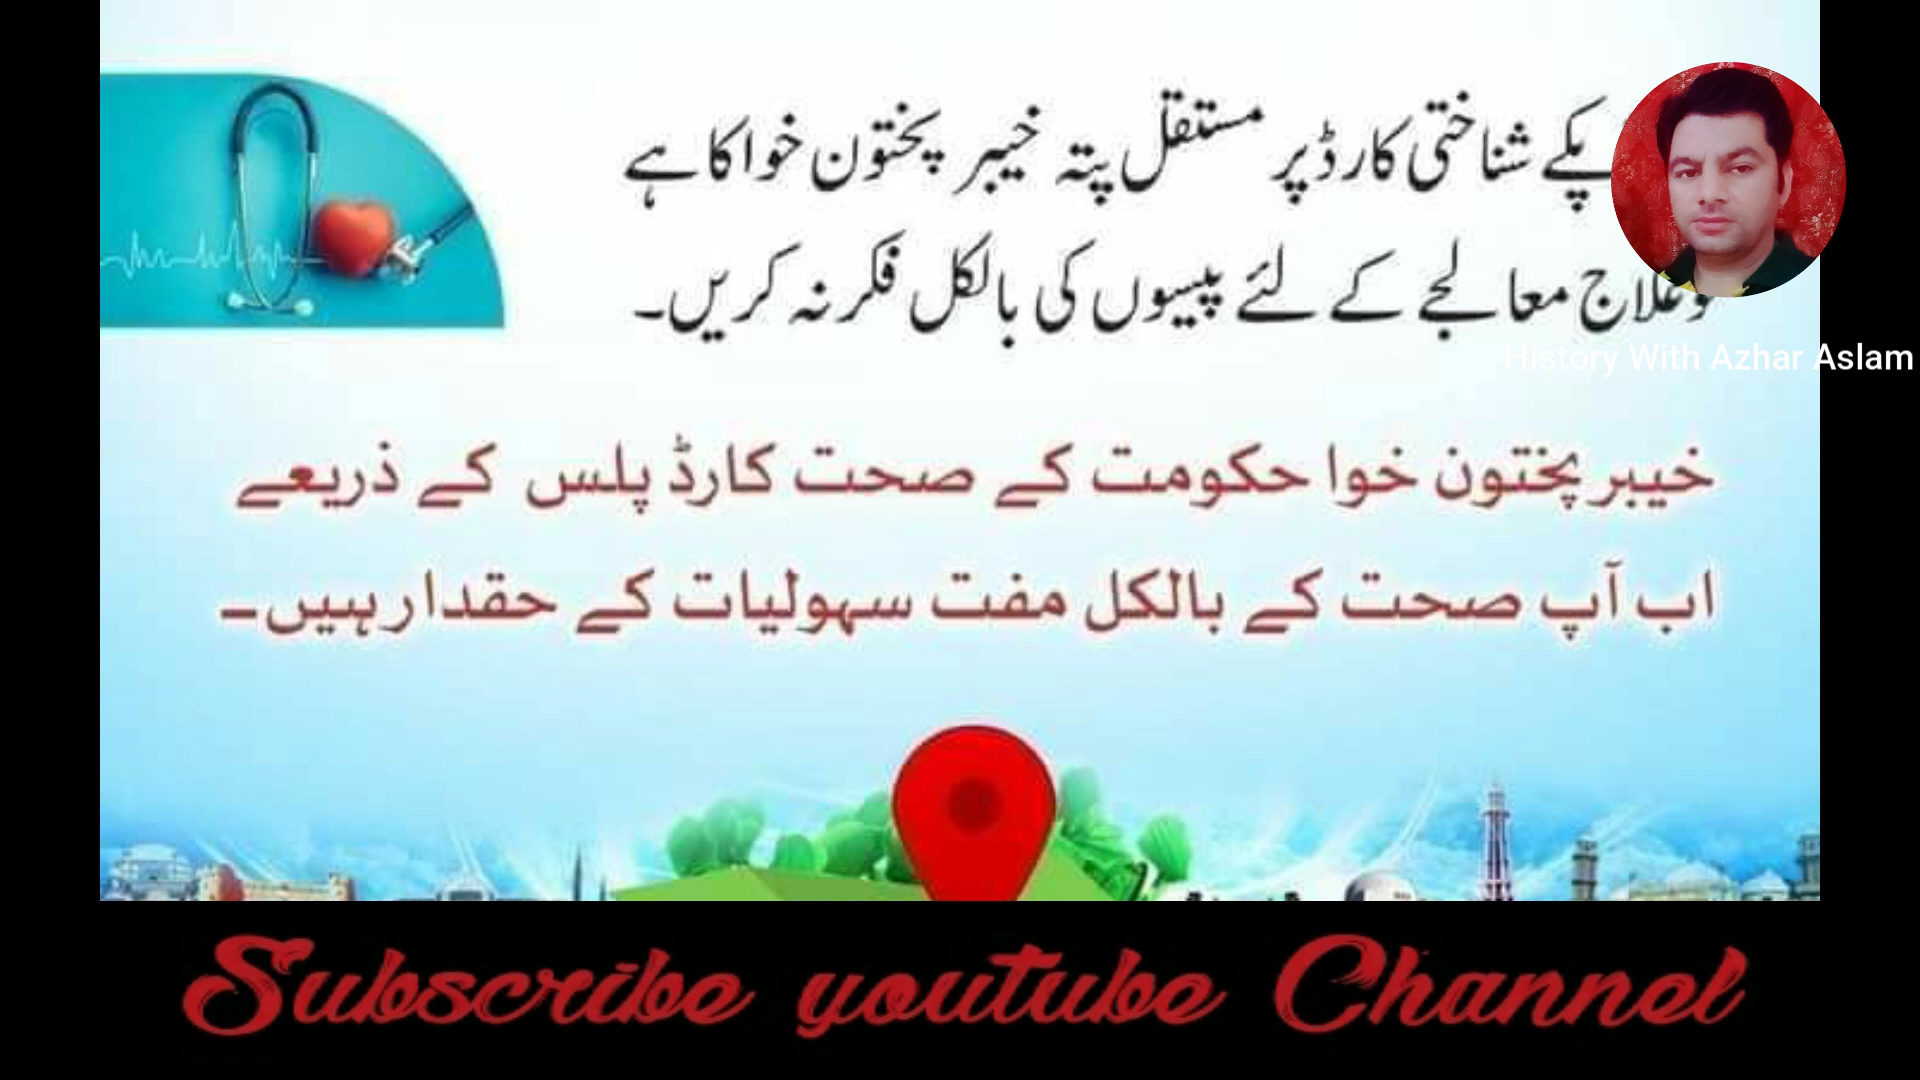 شناختی کارڈ پر مستقل پتہ خیبر پختون خوا کا ہے
علاج معالجے کے لئے پیسوں کی بالکل فکر نہ کریں۔
History With Azhar Aslam
خیبر پختون خوا حکومت کے صحت کارڈ پلس کے ذریعے
اب آپ صحت کے بالکل مفت سہولیات کے حقدار ہیں۔
Subscribe youtube Channel